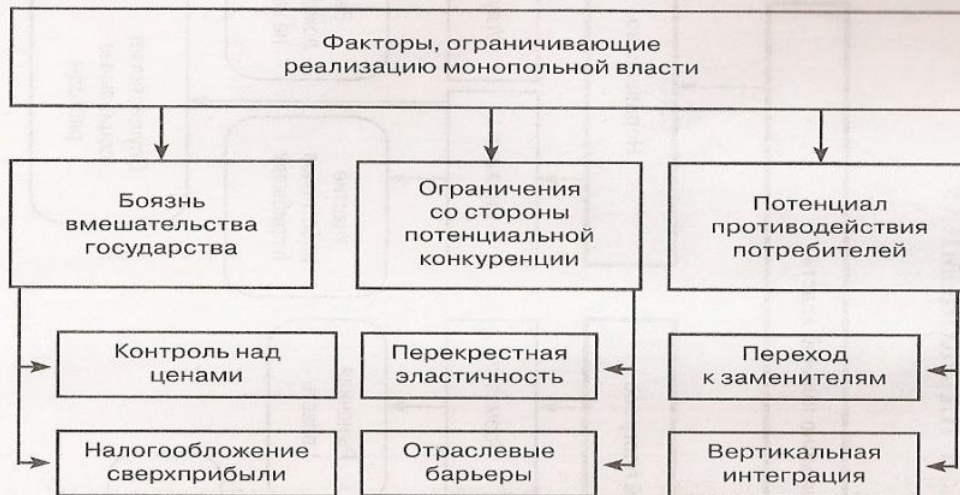 Факторы, ограничивающие
реализацию монопольной власти
Боязнь
вмешательства
государства
Ограничения
со стороны
потенциальной
конкуренции
Потенциал
противодействия
потребителей
Контроль над
ценами
Перекрестная
эластичность
Переход
к заменителям
Налогообложение
сверхприбыли
Отраслевые
барьеры
Вертикальная
интеграция